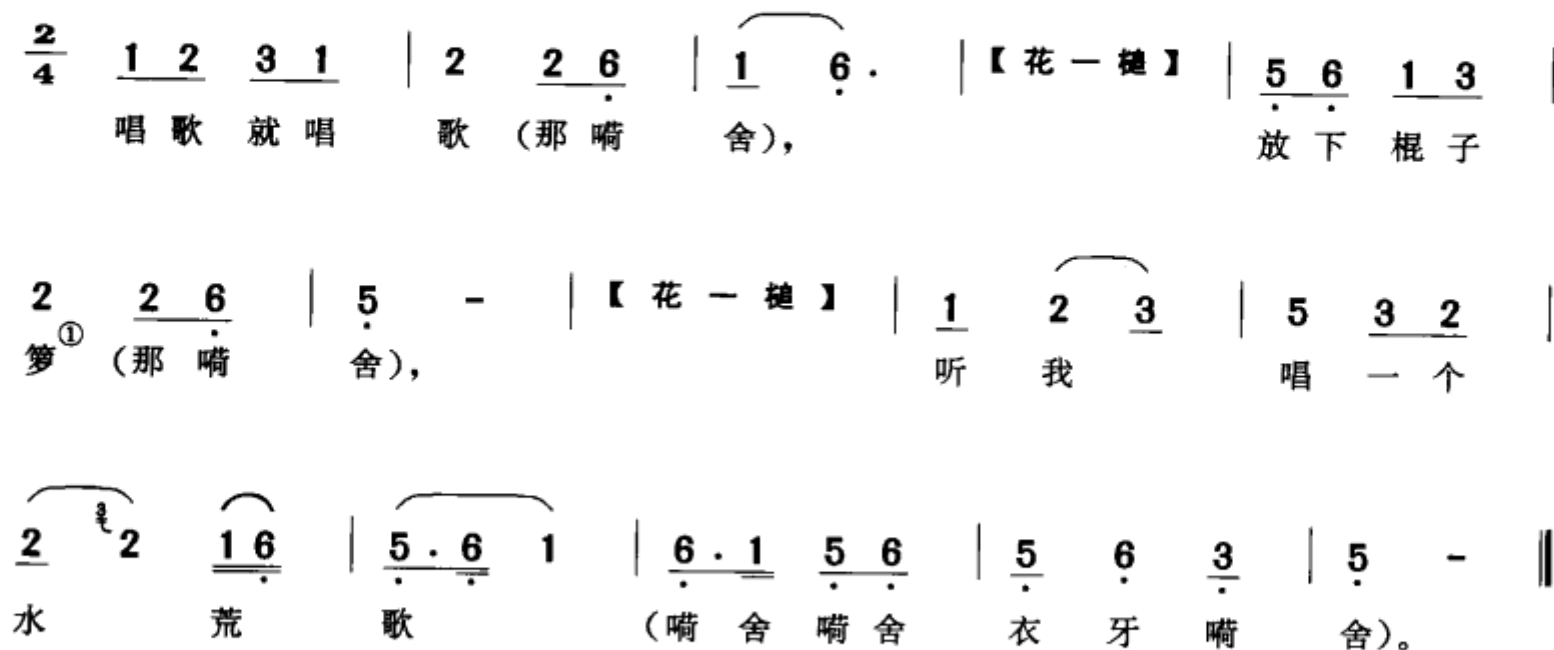 2/4 1 2 3 1 | 2 2 6̣ | 1 6̣ . | 【花一槌】 | 5̣ 6̣ 1 3 |
唱歌就唱 歌(那嗬 舍), 放下棍子
2 2 6̣ | 5̣ - | 【花一槌】 | 1 2 3 | 5 3 2 |
箩①(那嗬 舍), 听我 唱一个
2 3 2 1 6̣ | 5̣ . 6̣ 1 | 6̣ . 1 5̣ 6̣ | 5̣ 6̣ 3̣ | 5̣ - ‖
水荒 歌 (嗬舍嗬舍 衣牙嗬 舍)。